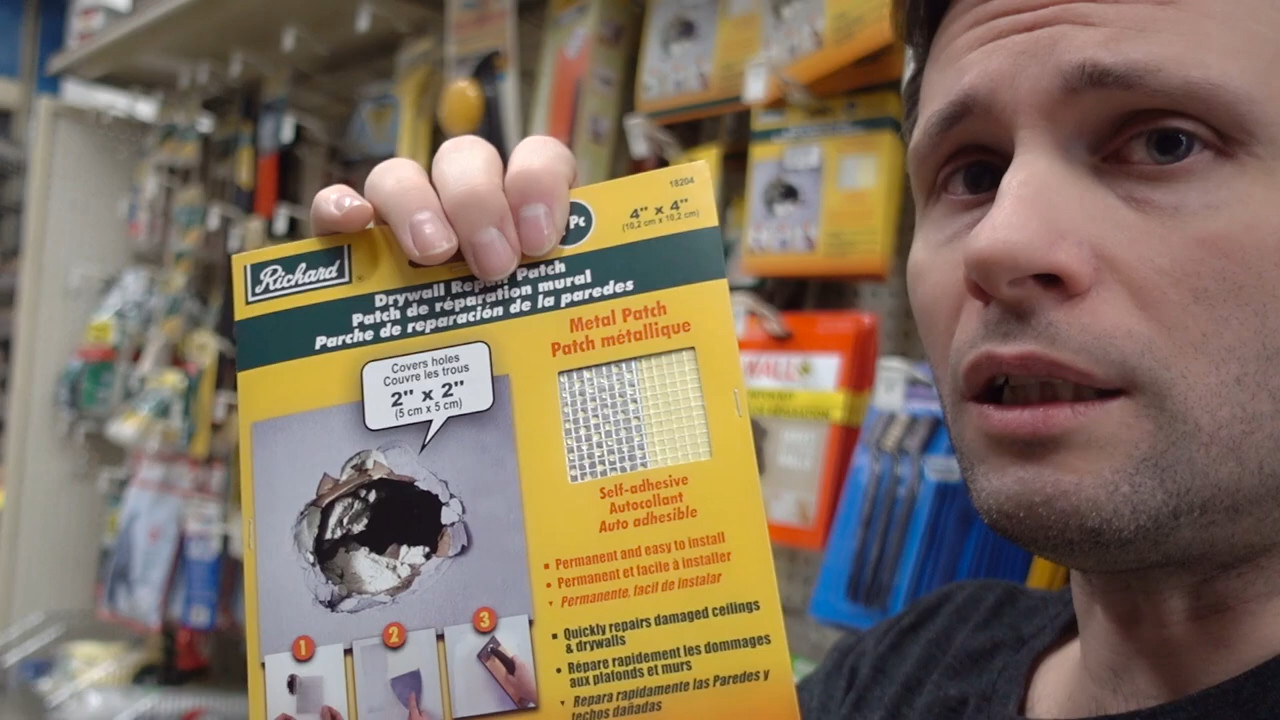 18204
4" x 4"
(10,2 cm x 10,2 cm)
Pc
Richard
Drywall Repair Patch
Patch de réparation mural
Parche de reparación de la paredes
Metal Patch
Patch métallique
Covers holes
Couvre les trous
2" x 2"
(5 cm x 5 cm)
Self-adhesive
Autocollant
Auto adhesible
Permanent and easy to install
Permanent et facile à installer
Permanente, facil de instalar
Quickly repairs damaged ceilings
& drywalls
Répare rapidement les dommages
aux plafonds et murs
Repara rapidamente las Paredes y
techos dañadas
1
2
3
WALL